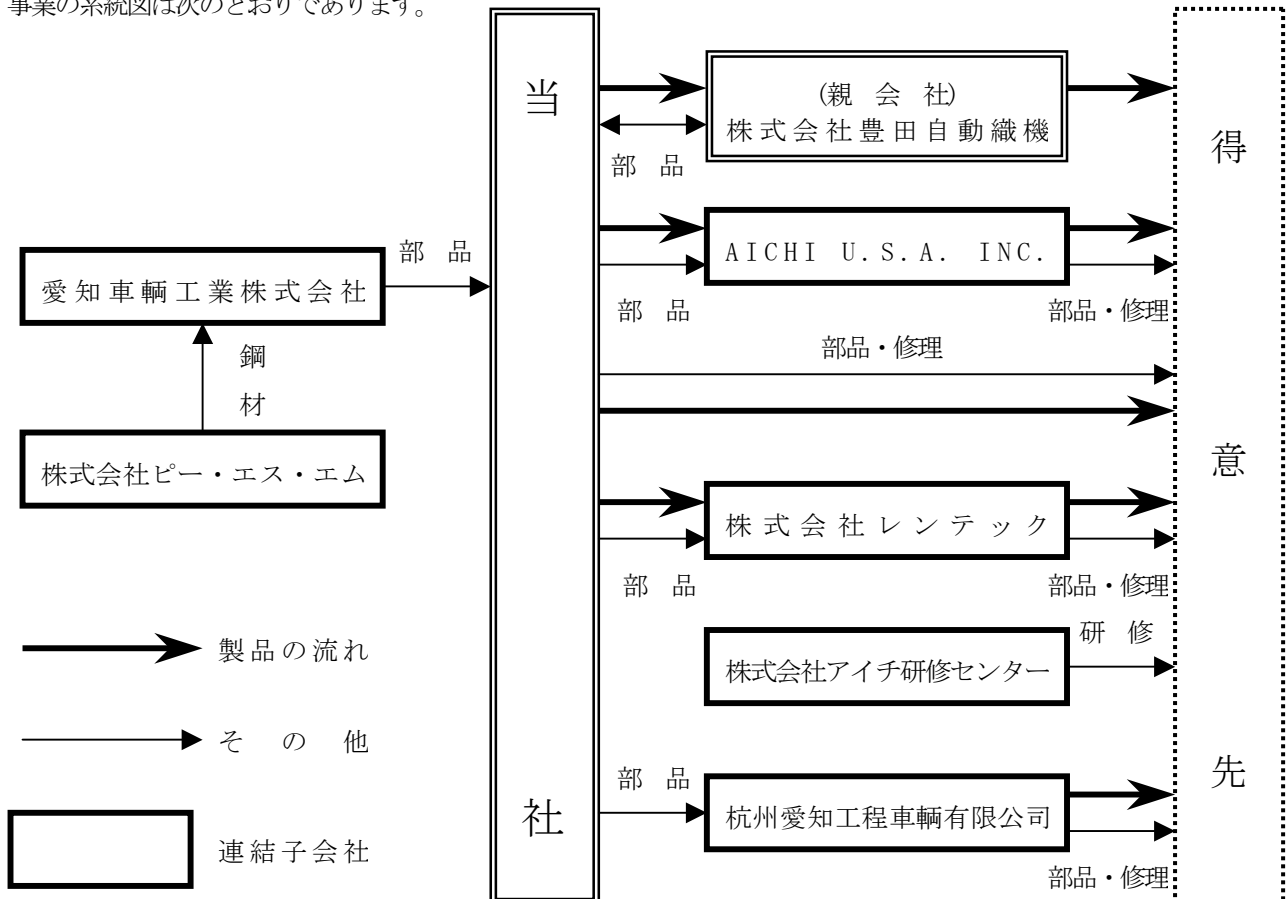 事業の系統図は次のとおりであります。
当社
(親会社)
株式会社豊田自動織機
部品
得意先
AICHI U.S.A. INC.
部品
部品・修理
愛知車輌工業株式会社
部品
鋼材
株式会社ピー・エス・エム
部品・修理
株式会社レンテック
部品
部品・修理
株式会社アイチ研修センター
研修
杭州愛知工程車輌有限公司
部品
部品・修理
製品の流れ
その他
連結子会社